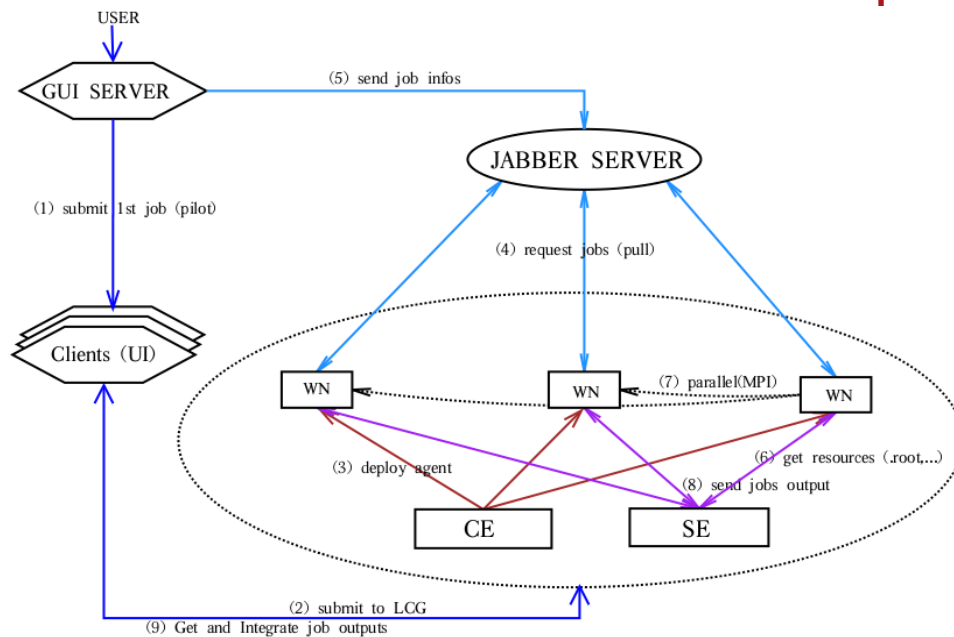 USER
GUI SERVER
(5) send job infos
JABBER SERVER
(1) submit 1st job (pilot)
(4) request jobs (pull)
Clients (UI)
WN
WN
(7) parallel(MPI)
WN
(3) deploy agent
(6) get resources (.root,...)
(8) send jobs output
CE
SE
(2) submit to LCG
(9) Get and Integrate job outputs